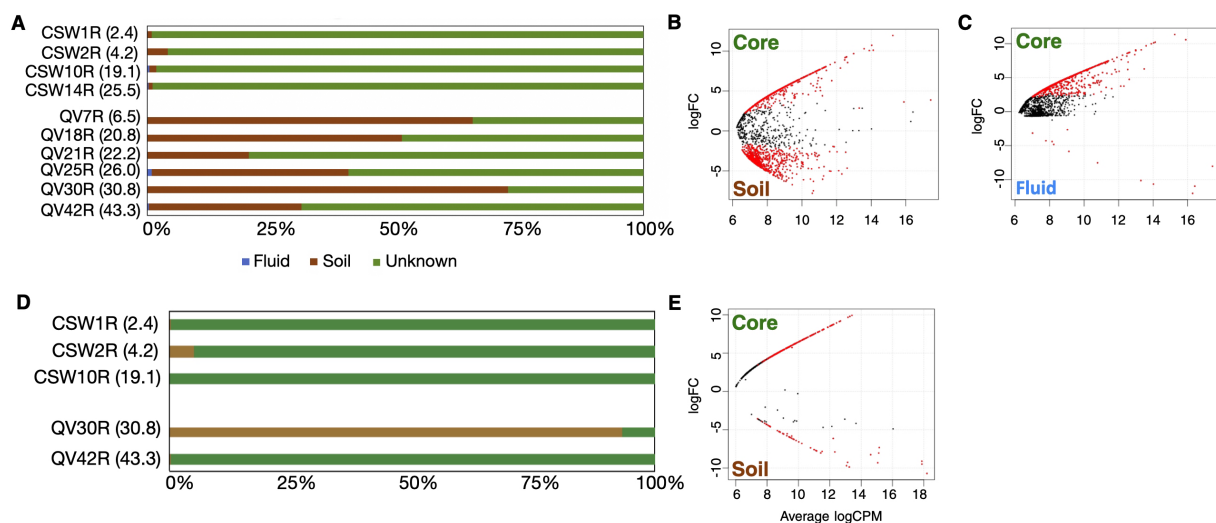 A
CSW1R (2.4)
CSW2R (4.2)
CSW10R (19.1)
CSW14R (25.5)
QV7R (6.5)
QV18R (20.8)
QV21R (22.2)
QV25R (26.0)
QV30R (30.8)
QV42R (43.3)
0% 25% 50% 75% 100%
Fluid Soil Unknown
B
Core
Soil
logFC
10
5
0
-5
6 8 10 12 14 16
C
Core
Fluid
logFC
10
5
0
-5
-10
6 8 10 12 14 16
D
CSW1R (2.4)
CSW2R (4.2)
CSW10R (19.1)
QV30R (30.8)
QV42R (43.3)
0% 25% 50% 75% 100%
E
Core
Soil
logFC
10
5
0
-5
-10
6 8 10 12 14 16 18
Average logCPM